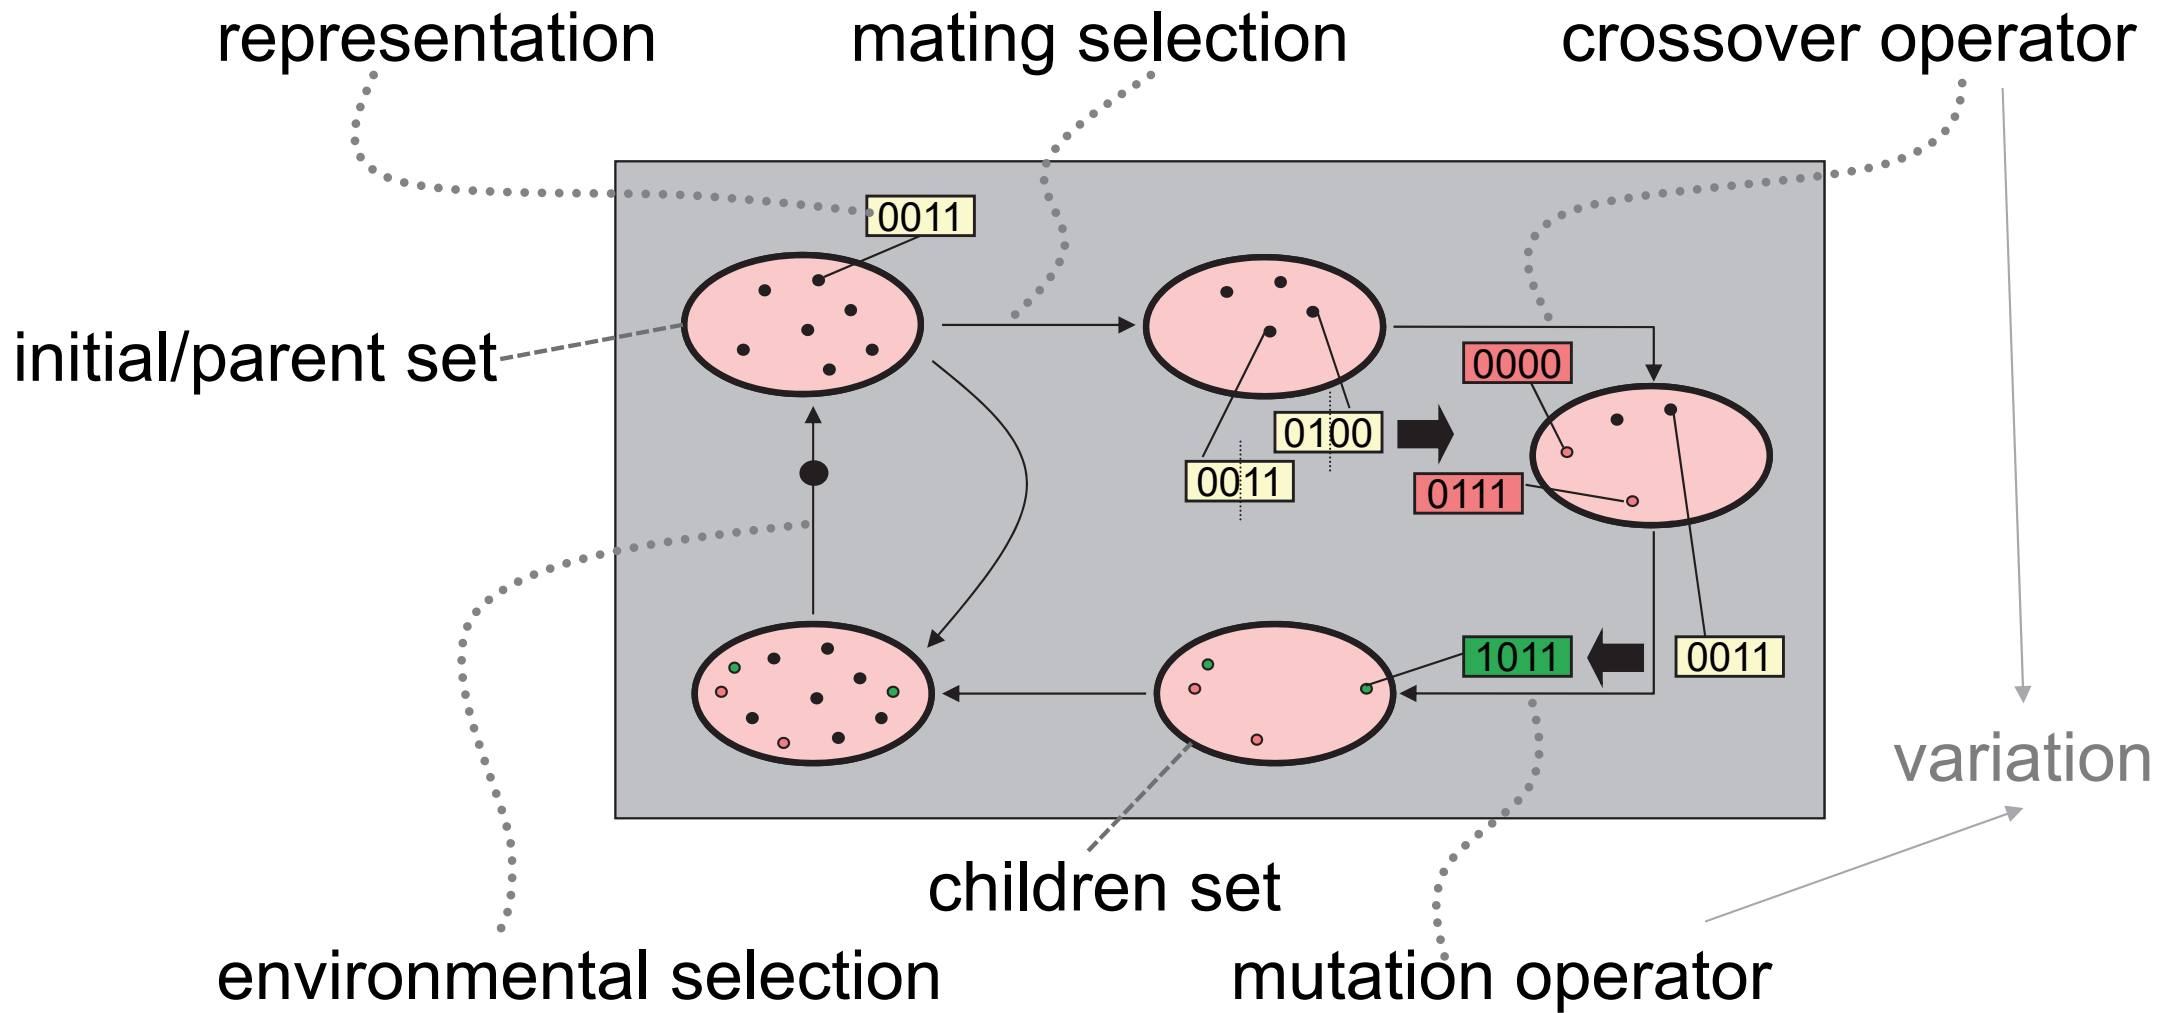 representation
mating selection
crossover operator
0011
initial/parent set
0000
0100
0011
0111
1011
0011
variation
children set
environmental selection
mutation operator